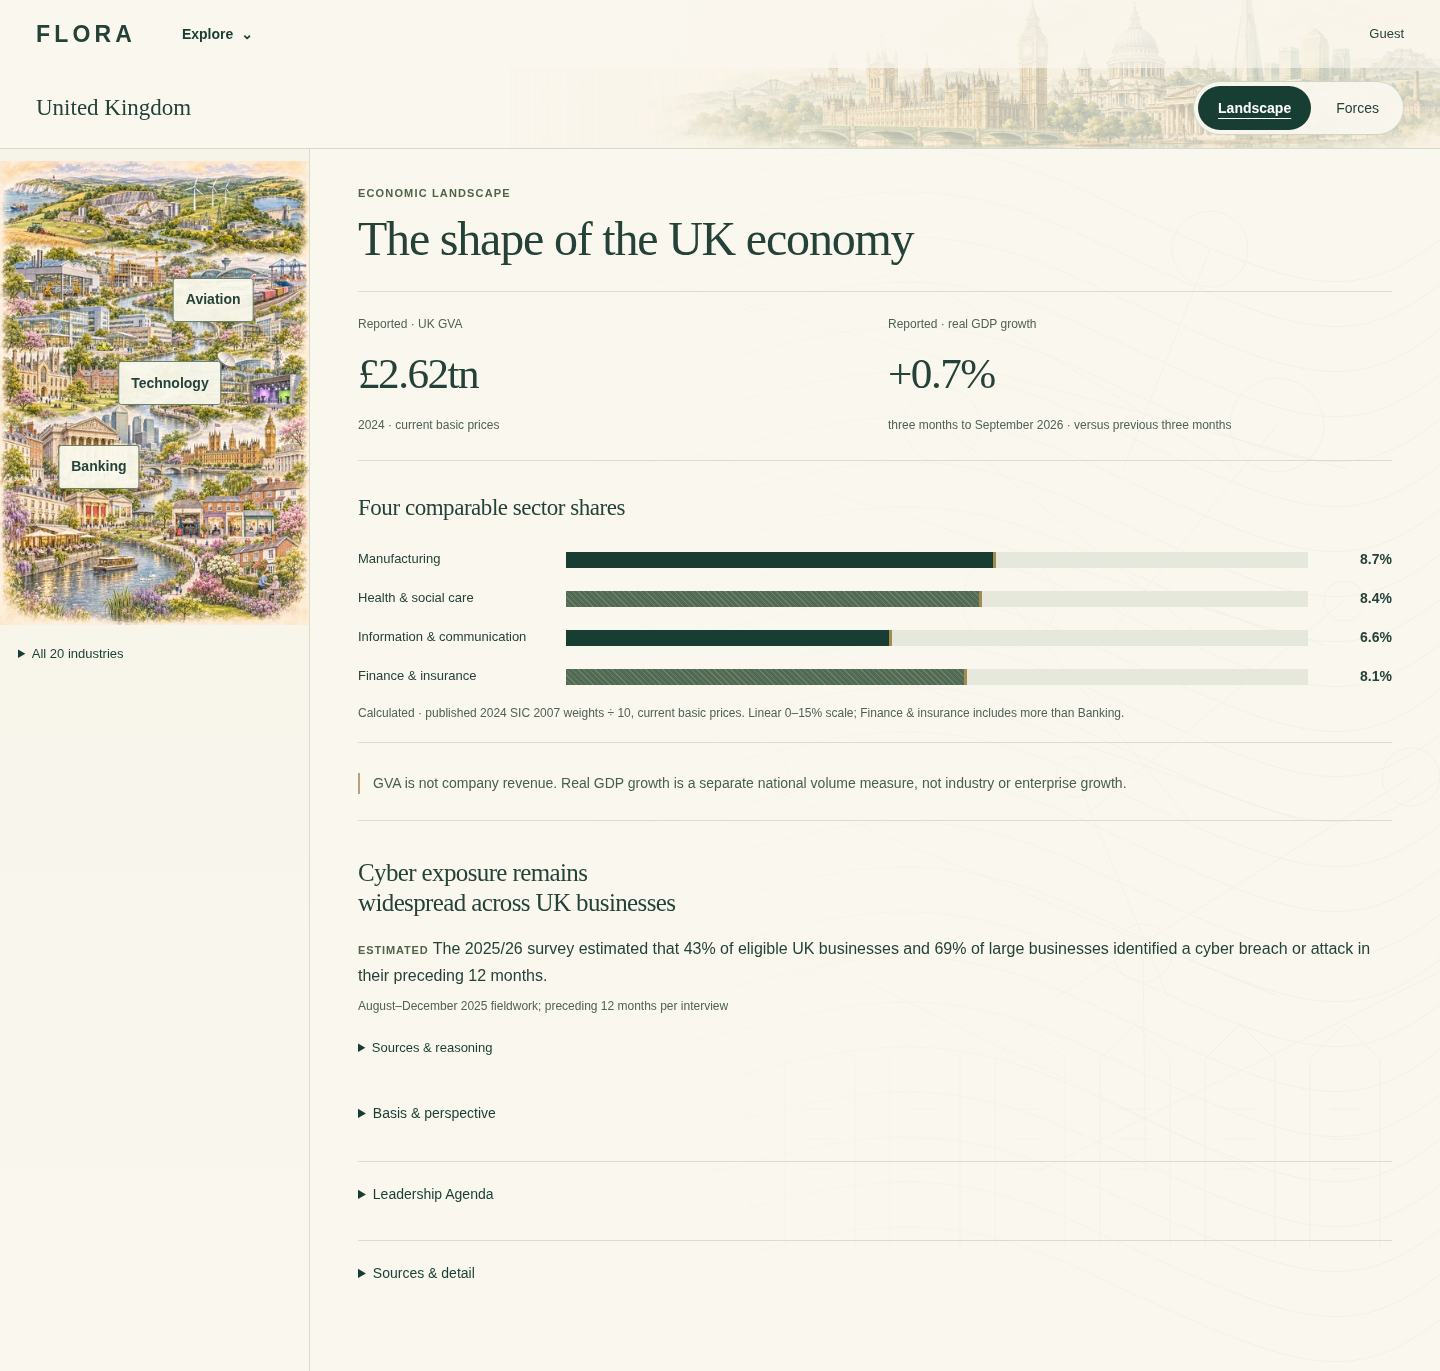 FLORA
Explore
Guest
United Kingdom
Landscape
Forces
Aviation
Technology
Banking
All 20 industries
ECONOMIC LANDSCAPE
The shape of the UK economy
Reported · UK GVA
£2.62tn
2024 · current basic prices
Reported · real GDP growth
+0.7%
three months to September 2026 · versus previous three months
Four comparable sector shares
Manufacturing 8.7%
Health & social care 8.4%
Information & communication 6.6%
Finance & insurance 8.1%
Calculated · published 2024 SIC 2007 weights ÷ 10, current basic prices. Linear 0–15% scale; Finance & insurance includes more than Banking.
GVA is not company revenue. Real GDP growth is a separate national volume measure, not industry or enterprise growth.
Cyber exposure remains
widespread across UK businesses
ESTIMATED The 2025/26 survey estimated that 43% of eligible UK businesses and 69% of large businesses identified a cyber breach or attack in
their preceding 12 months.
August–December 2025 fieldwork; preceding 12 months per interview
Sources & reasoning
Basis & perspective
Leadership Agenda
Sources & detail